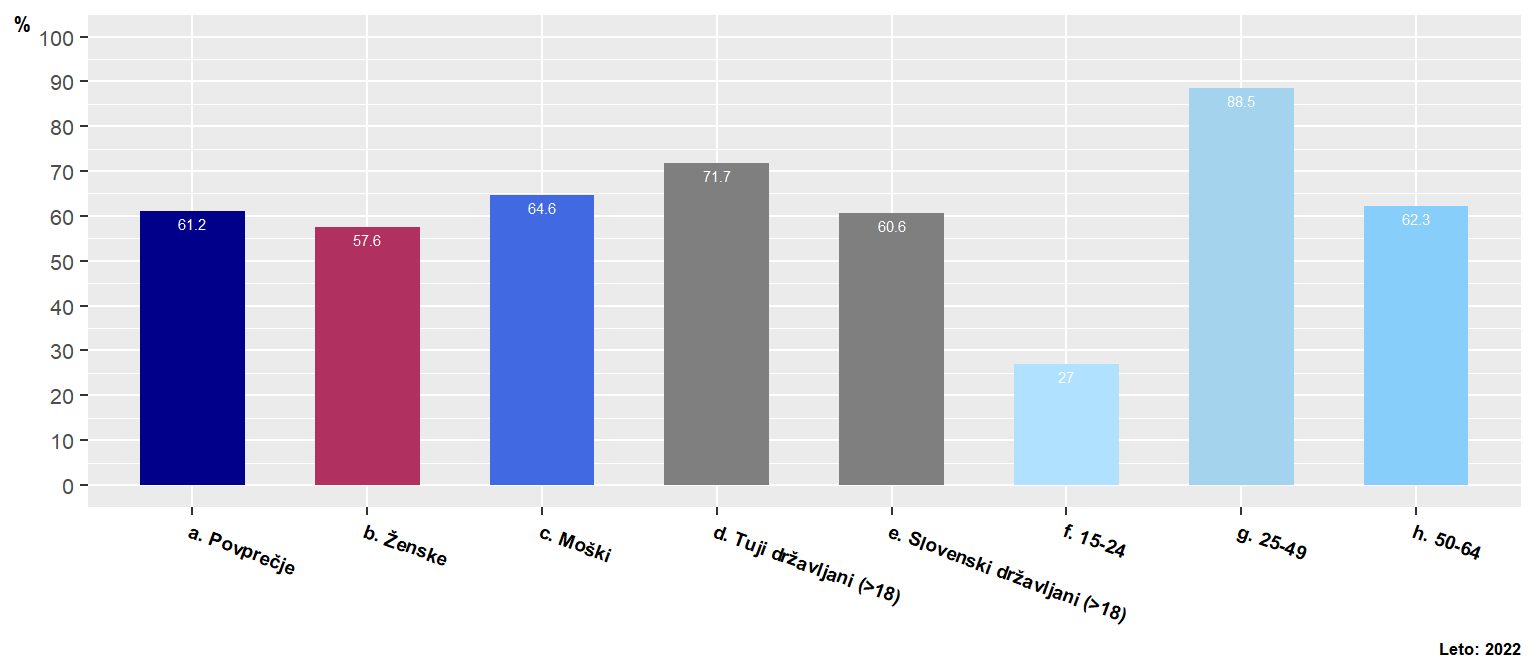 %
100
90
80
70
60
50
40
30
20
10
0
61.2
57.6
64.6
71.7
60.6
27
88.5
62.3
a. Povprečje
b. Ženske
c. Moški
d. Tuji državljani (>18)
e. Slovenski državljani (>18)
f. 15-24
g. 25-49
h. 50-64
Leto: 2022